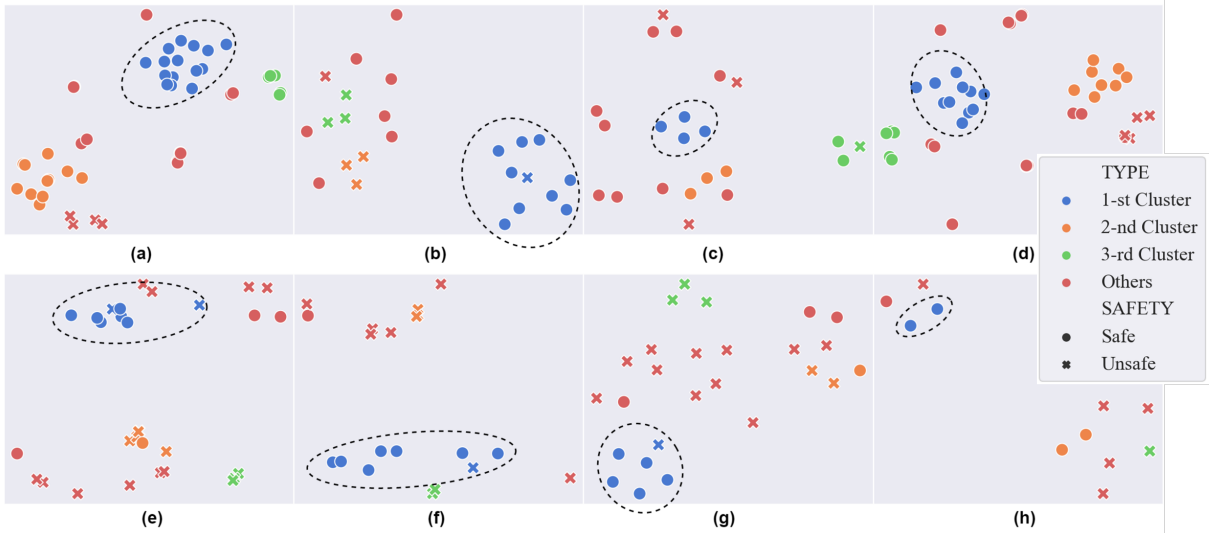 (a)
(b)
(c)
(d)
TYPE
1-st Cluster
2-nd Cluster
3-rd Cluster
Others
SAFETY
Safe
Unsafe
(e)
(f)
(g)
(h)